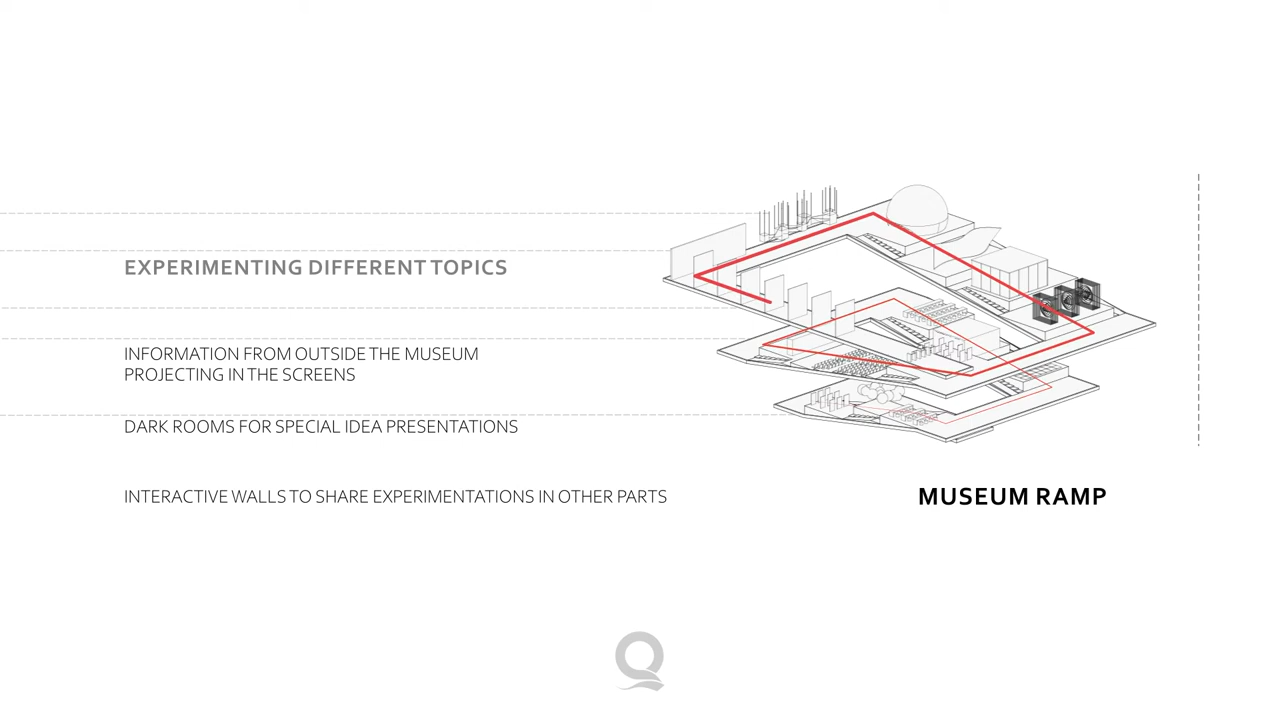 EXPERIMENTING DIFFERENT TOPICS
INFORMATION FROM OUTSIDE THE MUSEUM
PROJECTING IN THE SCREENS
DARK ROOMS FOR SPECIAL IDEA PRESENTATIONS
INTERACTIVE WALLS TO SHARE EXPERIMENTATIONS IN OTHER PARTS
MUSEUM RAMP
Q